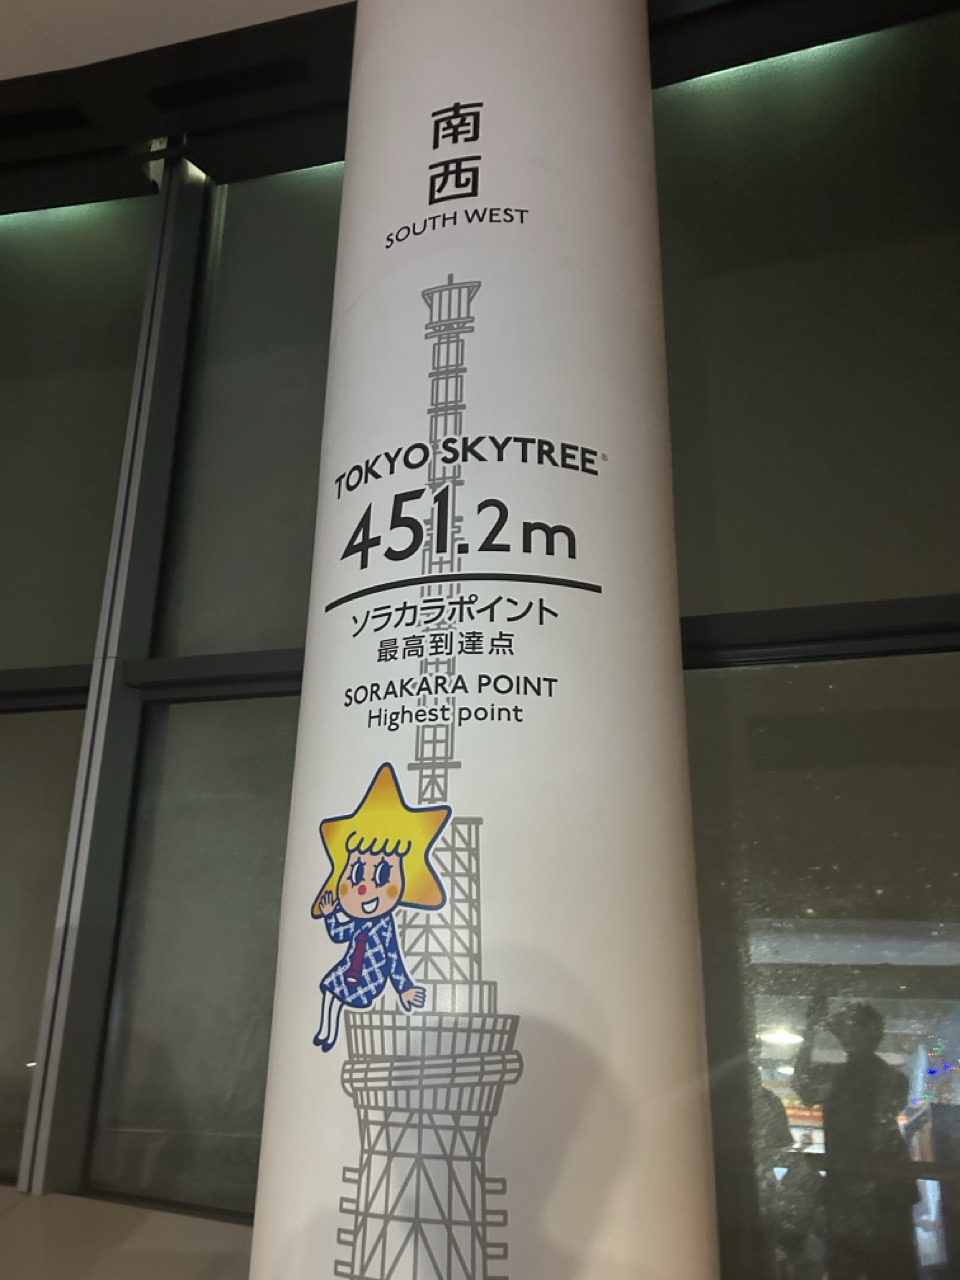 南
西
SOUTH WEST
TOKYO SKYTREE®
451.2m
ソラカラポイント
最高到達点
SORAKARA POINT
Highest point